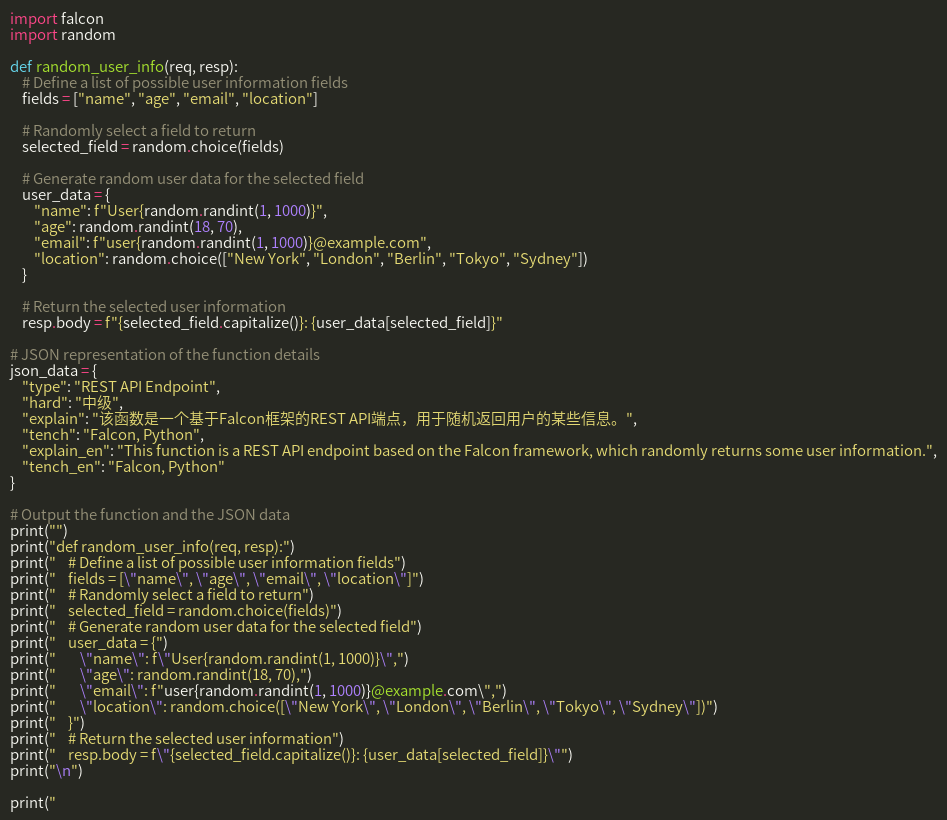 import falcon
import random
def random_user_info(req, resp):
    # Define a list of possible user information fields
    fields = ["name", "age", "email", "location"]
    # Randomly select a field to return
    selected_field = random.choice(fields)
    # Generate random user data for the selected field
    user_data = {
        "name": f"User{random.randint(1, 1000)}",
        "age": random.randint(18, 70),
        "email": f"user{random.randint(1, 1000)}@example.com",
        "location": random.choice(["New York", "London", "Berlin", "Tokyo", "Sydney"])
    }
    # Return the selected user information
    resp.body = f"{selected_field.capitalize()}: {user_data[selected_field]}"
# JSON representation of the function details
json_data = {
    "type": "REST API Endpoint",
    "hard": "中级",
    "explain": "该函数是一个基于Falcon框架的REST API端点，用于随机返回用户的某些信息。",
    "tench": "Falcon, Python",
    "explain_en": "This function is a REST API endpoint based on the Falcon framework, which randomly returns some user information.",
    "tench_en": "Falcon, Python"
}
# Output the function and the JSON data
print("")
print("def random_user_info(req, resp):")
print("    # Define a list of possible user information fields")
print("    fields = [\"name\", \"age\", \"email\", \"location\"]")
print("    # Randomly select a field to return")
print("    selected_field = random.choice(fields)")
print("    # Generate random user data for the selected field")
print("    user_data = {")
print("        \"name\": f\"User{random.randint(1, 1000)}\",")
print("        \"age\": random.randint(18, 70),")
print("        \"email\": f"user{random.randint(1, 1000)}@example.com\",")
print("        \"location\": random.choice([\"New York\", \"London\", \"Berlin\", \"Tokyo\", \"Sydney\"])")
print("    }")
print("    # Return the selected user information")
print("    resp.body = f\"{selected_field.capitalize()}: {user_data[selected_field]}\"")
print("\n")
print("